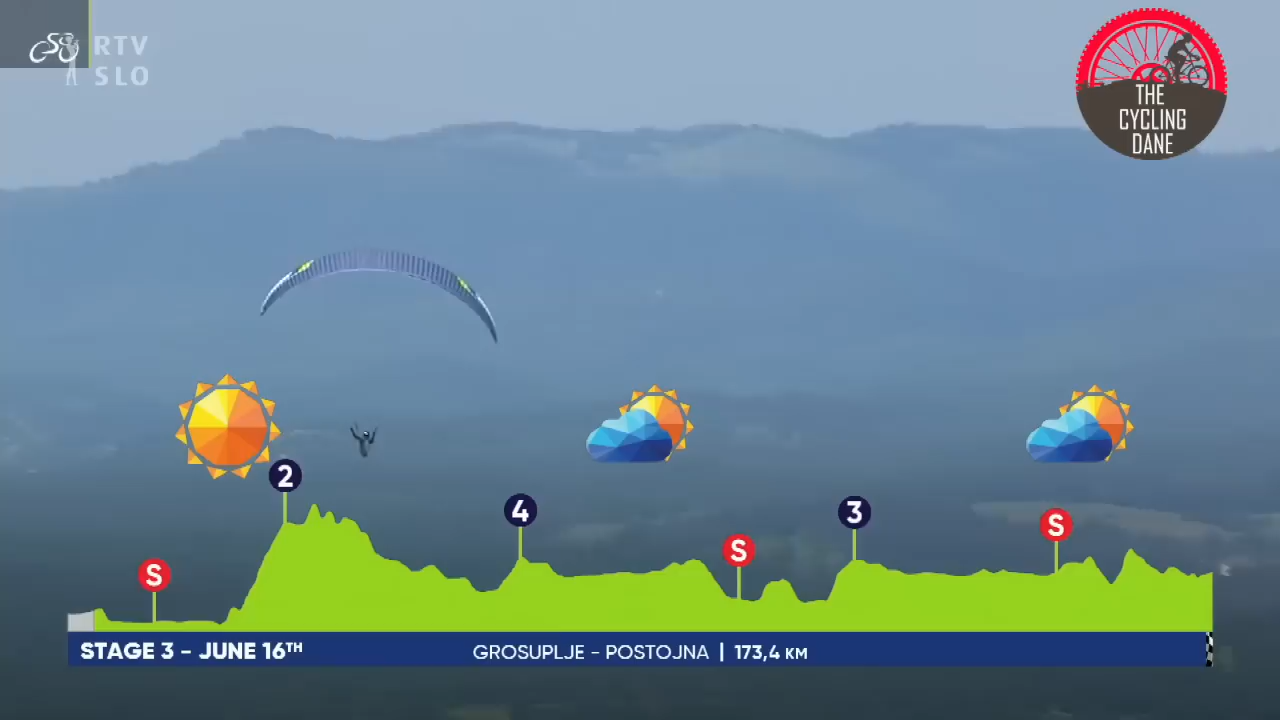 RTV
SLO
THE
CYCLING
DANE
2
4
3
S
S
S
STAGE 3 - JUNE 16TH
GROSUPLJE - POSTOJNA | 173,4 KM